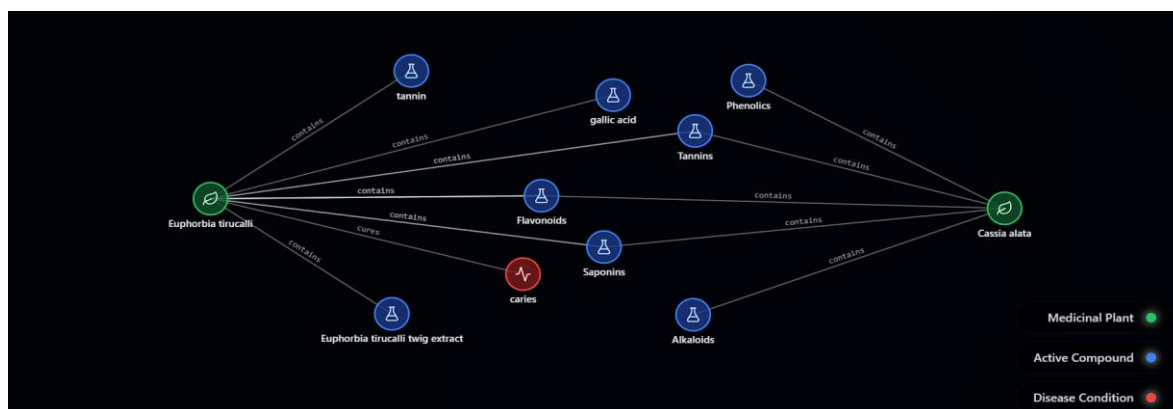 tannin
contains
gallic acid
contains
Phenolics
contains
Tannins
contains
contains
Euphorbia tirucalli
contains
Flavonoids
contains
Cassia alata
contains
Saponins
contains
cures
caries
contains
Euphorbia tirucalli twig extract
Alkaloids
contains
Medicinal Plant
Active Compound
Disease Condition